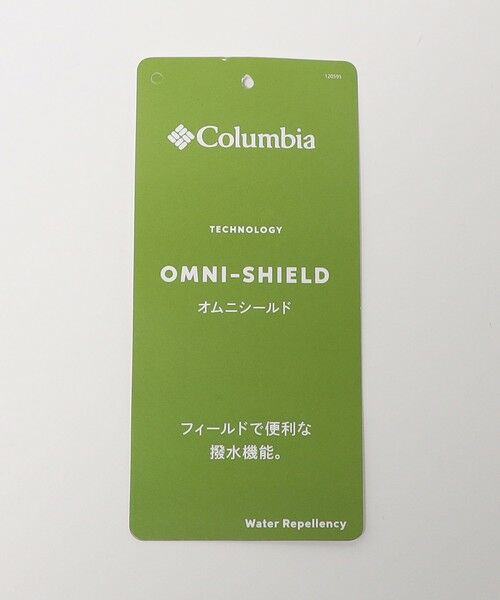 Columbia
TECHNOLOGY
OMNI-SHIELD
オムニシールド
フィールドで便利な
撥水機能。
Water Repellency